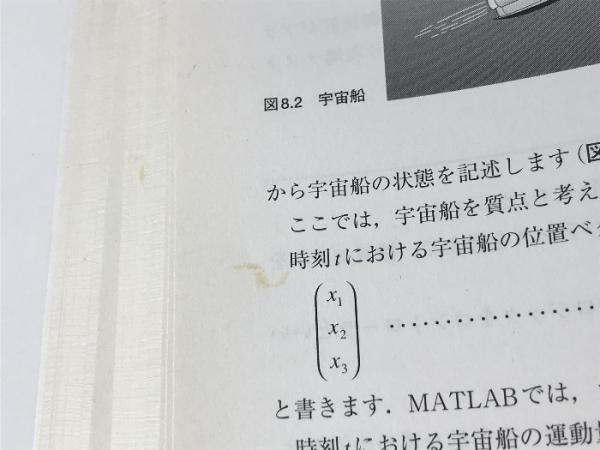 図8.2 宇宙船
から宇宙船の状態を記述します(図
ここでは,宇宙船を質点と考え
時刻tにおける宇宙船の位置ベ
x1
x2
x3
と書きます.MATLABでは,
時刻tにおける宇宙船の運動量